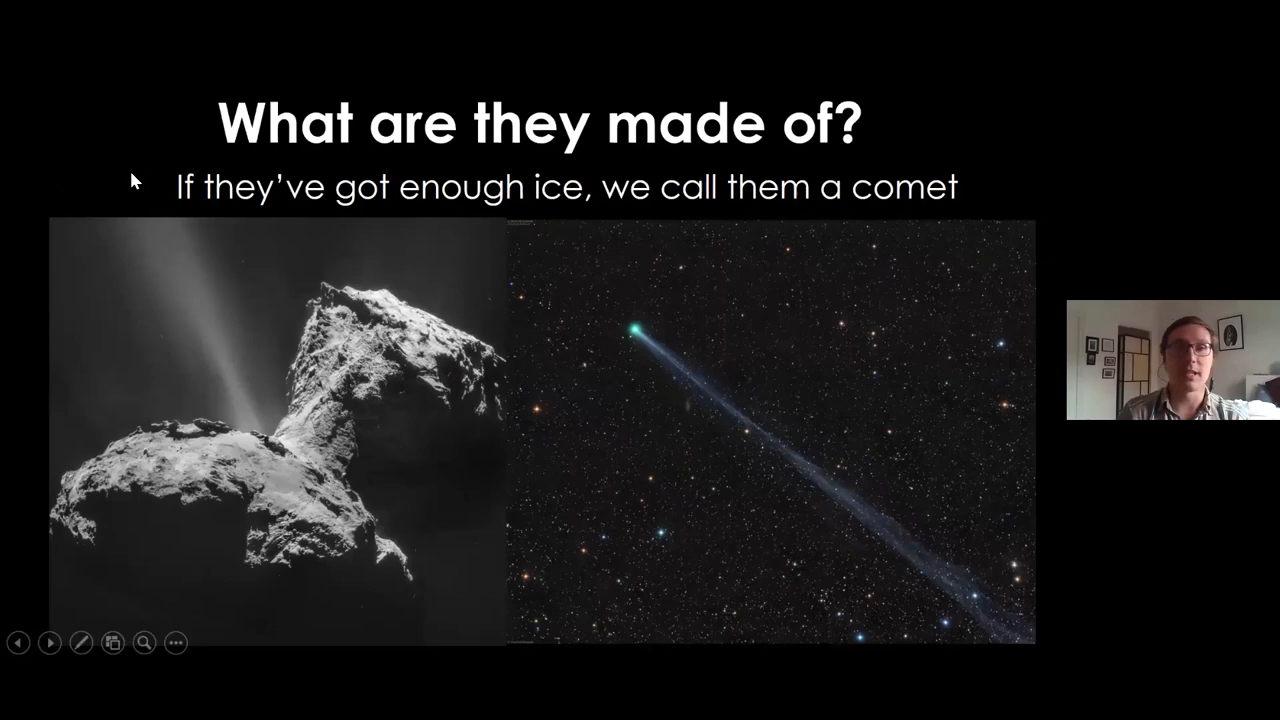 What are they made of?
If they’ve got enough ice, we call them a comet